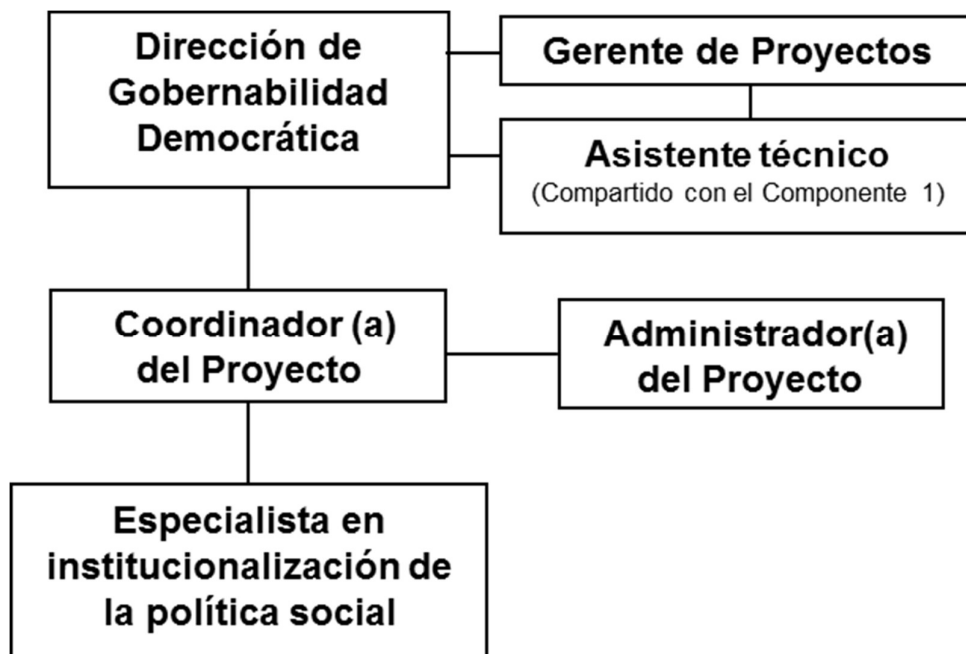 Dirección de
Gobernabilidad
Democrática
Gerente de Proyectos
Asistente técnico
(Compartido con el Componente 1)
Coordinador (a)
del Proyecto
Administrador(a)
del Proyecto
Especialista en
institucionalización de
la política social